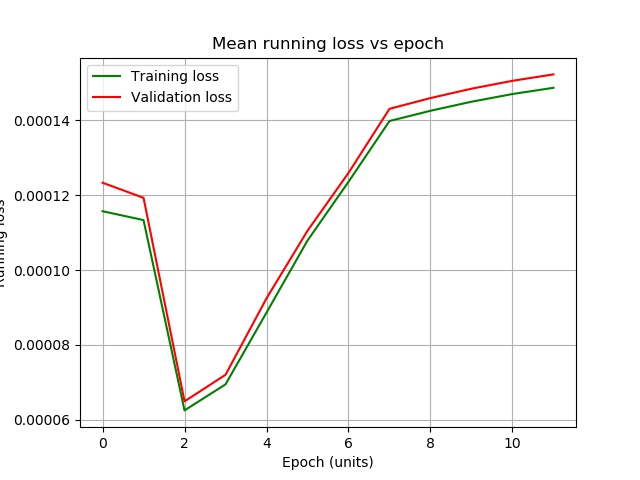 Mean running loss vs epoch
Training loss
Validation loss
0.00014
0.00012
0.00010
0.00008
0.00006
Running loss
0 2 4 6 8 10
Epoch (units)